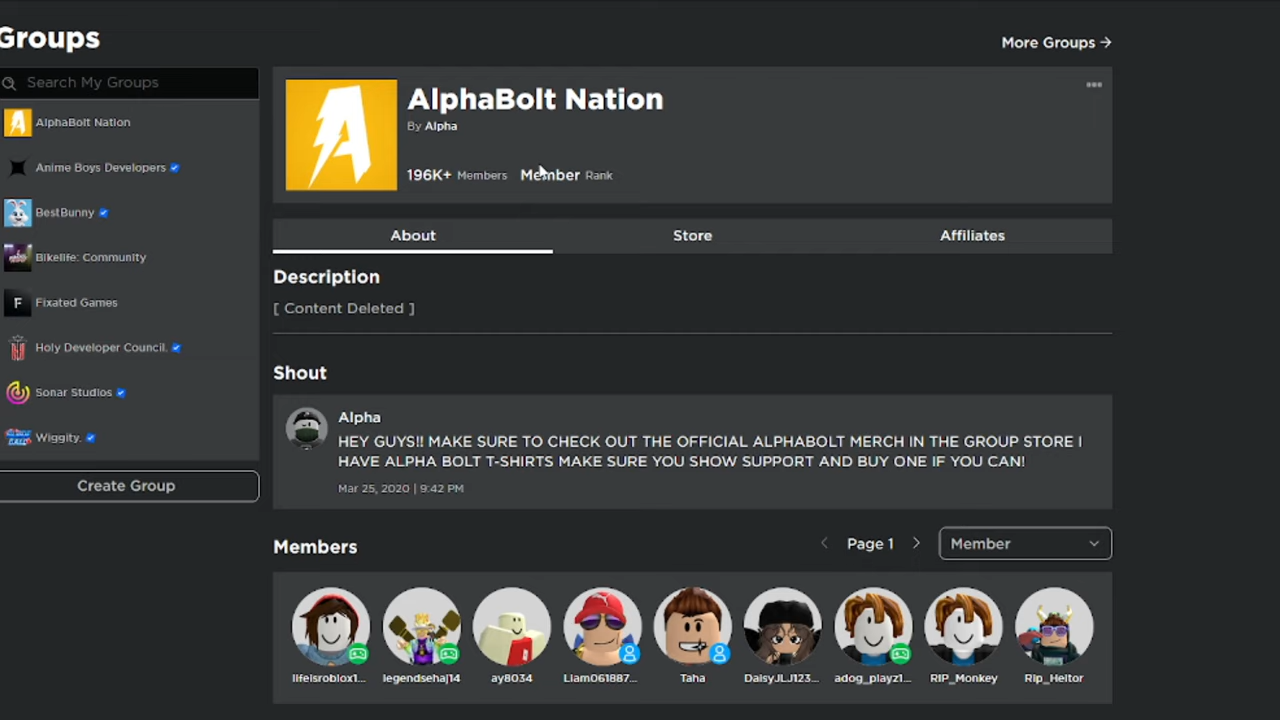 Groups
More Groups →
Search My Groups
AlphaBolt Nation
Anime Boys Developers
BestBunny
Bikelife: Community
F Fixated Games
Holy Developer Council.
Sonar Studios
Wiggity.
Create Group
A
AlphaBolt Nation
By Alpha
196K+ Members Member Rank
About Store Affiliates
Description
[ Content Deleted ]
Shout
Alpha
HEY GUYS!! MAKE SURE TO CHECK OUT THE OFFICIAL ALPHABOLT MERCH IN THE GROUP STORE I
HAVE ALPHA BOLT T-SHIRTS MAKE SURE YOU SHOW SUPPORT AND BUY ONE IF YOU CAN!
Mar 25, 2020 | 9:42 PM
Members
Page 1
Member
lifeisroblox1... legendsehaj14 ay8034 Liam061887... Taha DaisyJLJ123... adog_playz1... RIP_Monkey Rip_Heitor